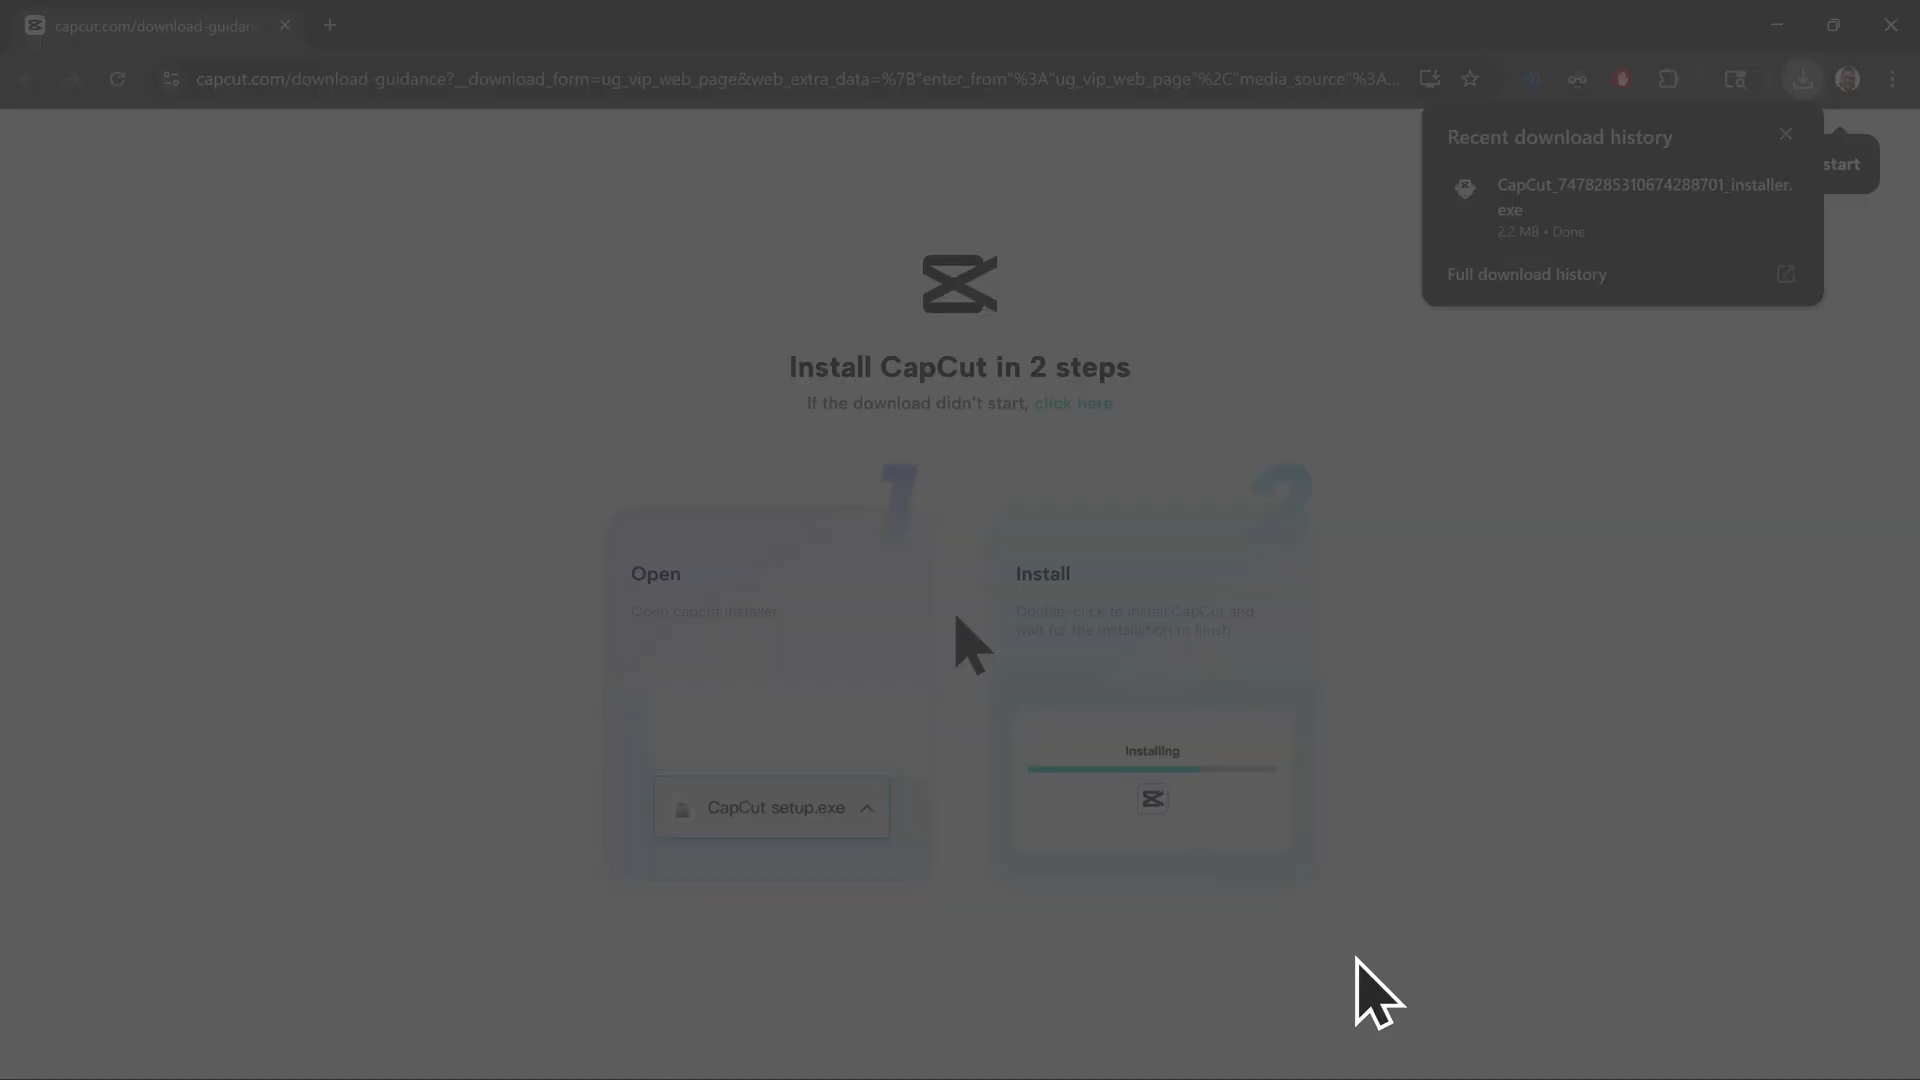 capcut.com/download-guidanc
capcut.com/download-guidance?__download_form=ug_vip_web_page&web_extra_data=%7B"enter_from"%3A"ug_vip_web_page"%2C"media_source"%3A...
Recent download history
start
CapCut_7478285310674288701_installer.
exe
2.2 MB • Done
Full download history
Install CapCut in 2 steps
If the download didn't start, click here
1
2
Open
Open capcut installer
Install
Double-click to install CapCut and
wait for the installation to finish
Installing
CapCut setup.exe